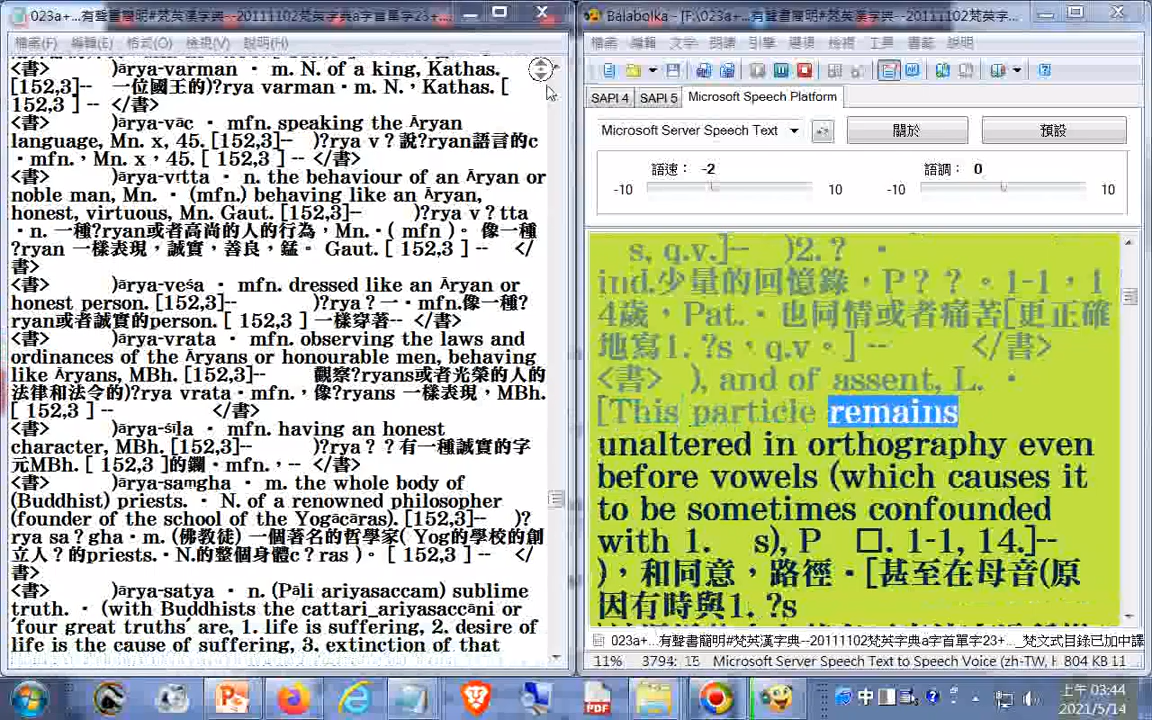 023a+...有聲書簡明#梵英漢字典--20111102梵英字典a字首單字23+...
檔案(F) 編輯(E) 格式(O) 檢視(V) 說明(H)
<書> )ārya-varman ‧ m. N. of a king, Kathas.
[152,3]-- 一位國王的)?rya varman‧m. N.，Kathas. [
152,3 ] -- </書>
<書> )ārya-vāc ‧ mfn. speaking the Āryan
language, Mn. x, 45. [152,3]-- )?rya v？說?ryan語言的c
‧mfn.，Mn. x，45. [ 152,3 ] -- </書>
<書> )ārya-vṛtta ‧ n. the behaviour of an Āryan or
noble man, Mn. ‧ (mfn.) behaving like an Āryan,
honest, virtuous, Mn. Gaut. [152,3]-- )?rya v？tta
‧n. 一種?ryan或者高尚的人的行為，Mn.‧( mfn )。 像一種
?ryan 一樣表現，誠實，善良，錳。 Gaut. [ 152,3 ] -- </
書>
<書> )ārya-veśa ‧ mfn. dressed like an Āryan or
honest person. [152,3]-- )?rya？一‧mfn.像一種?
ryan或者誠實的person. [ 152,3 ] 一樣穿著-- </書>
<書> )ārya-vrata ‧ mfn. observing the laws and
ordinances of the Āryans or honourable men, behaving
like Āryans, MBh. [152,3]-- 觀察?ryans或者光榮的人的
法律和法令的)?rya vrata‧mfn.，像?ryans 一樣表現，MBh.
[ 152,3 ] -- </書>
<書> )ārya-śīla ‧ mfn. having an honest
character, MBh. [152,3]-- )?rya？？有一種誠實的字
元MBh. [ 152,3 ]的鑭‧mfn.，-- </書>
<書> )ārya-saṃgha ‧ m. the whole body of
(Buddhist) priests. ‧ N. of a renowned philosopher
(founder of the school of the Yogācāras). [152,3]-- )?
rya sa？gha‧m. (佛教徒) 一個著名的哲學家( Yog的學校的創
立人？的priests.‧N.的整個身體c？ras )。 [ 152,3 ] -- </
書>
<書> )ārya-satya ‧ n. (Pāli ariyasaccam) sublime
truth. ‧ (with Buddhists the cattari_ariyasaccāni or
'four great truths' are, 1. life is suffering, 2. desire of
life is the cause of suffering, 3. extinction of that
Balabolka - [F:\023a+...有聲書簡明#梵英漢字典--20111102梵英字...
檔案 編輯 文字 朗讀 引擎 選項 檢視 工具 書籤 說明
SAPI 4 SAPI 5 Microsoft Speech Platform
Microsoft Server Speech Text 關於 預設
語速： -2 語調： 0
-10 10 -10 10
s, q.v.]-- )2. ? ‧
ind.少量的回憶錄，P？？。1-1，1
4歲，Pat.‧也同情或者痛苦[更正確
地寫1. ?s，q.v。] -- </書>
<書> ), and of assent, L. ‧
[This particle remains
unaltered in orthography even
before vowels (which causes it
to be sometimes confounded
with 1. s), P □. 1-1, 14.]--
)，和同意，路徑‧[甚至在母音(原
因有時與1. ?s
023a+...有聲書簡明#梵英漢字典--20111102梵英字典a字首單字23+..._梵文式目錄已加中譯
11% 3794: 15 Microsoft Server Speech Text to Speech Voice (zh-TW, H 804 KB 11
中 上午 03:44
2021/5/14